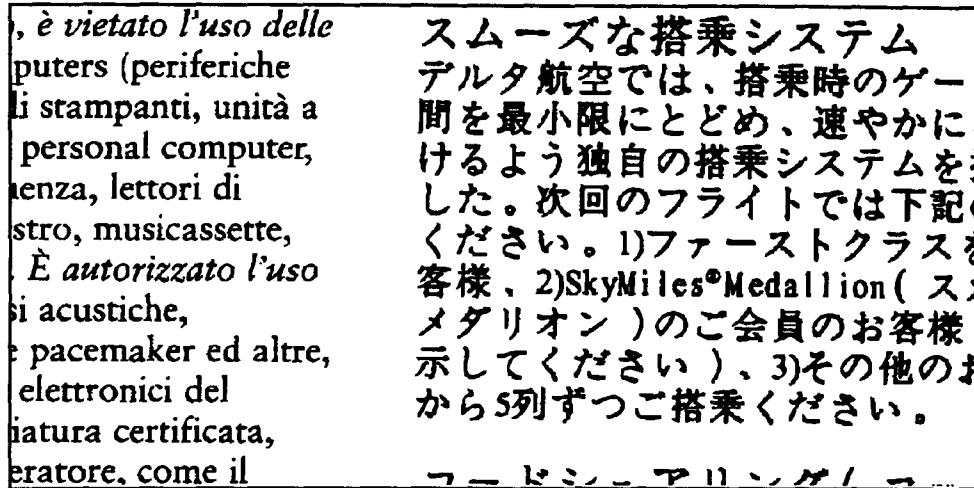 è vietato l'uso delle
puters (periferiche
li stampanti, unità a
personal computer,
uenza, lettori di
stro, musicassette,
È autorizzato l'uso
si acustiche,
pacemaker ed altre,
elettronici del
iatura certificata,
eratore, come il
スムーズな搭乗システム
デルタ航空では、搭乗時のゲー
間を最小限にとどめ、速やかに
けるよう独自の搭乗システムを
した。次回のフライトでは下記の
ください。1)ファーストクラスを
客様、2)SkyMiles®Medallion( ス
メダリオン )のご会員のお客様
示してください )、3)その他のお
から5列ずつご搭乗ください。